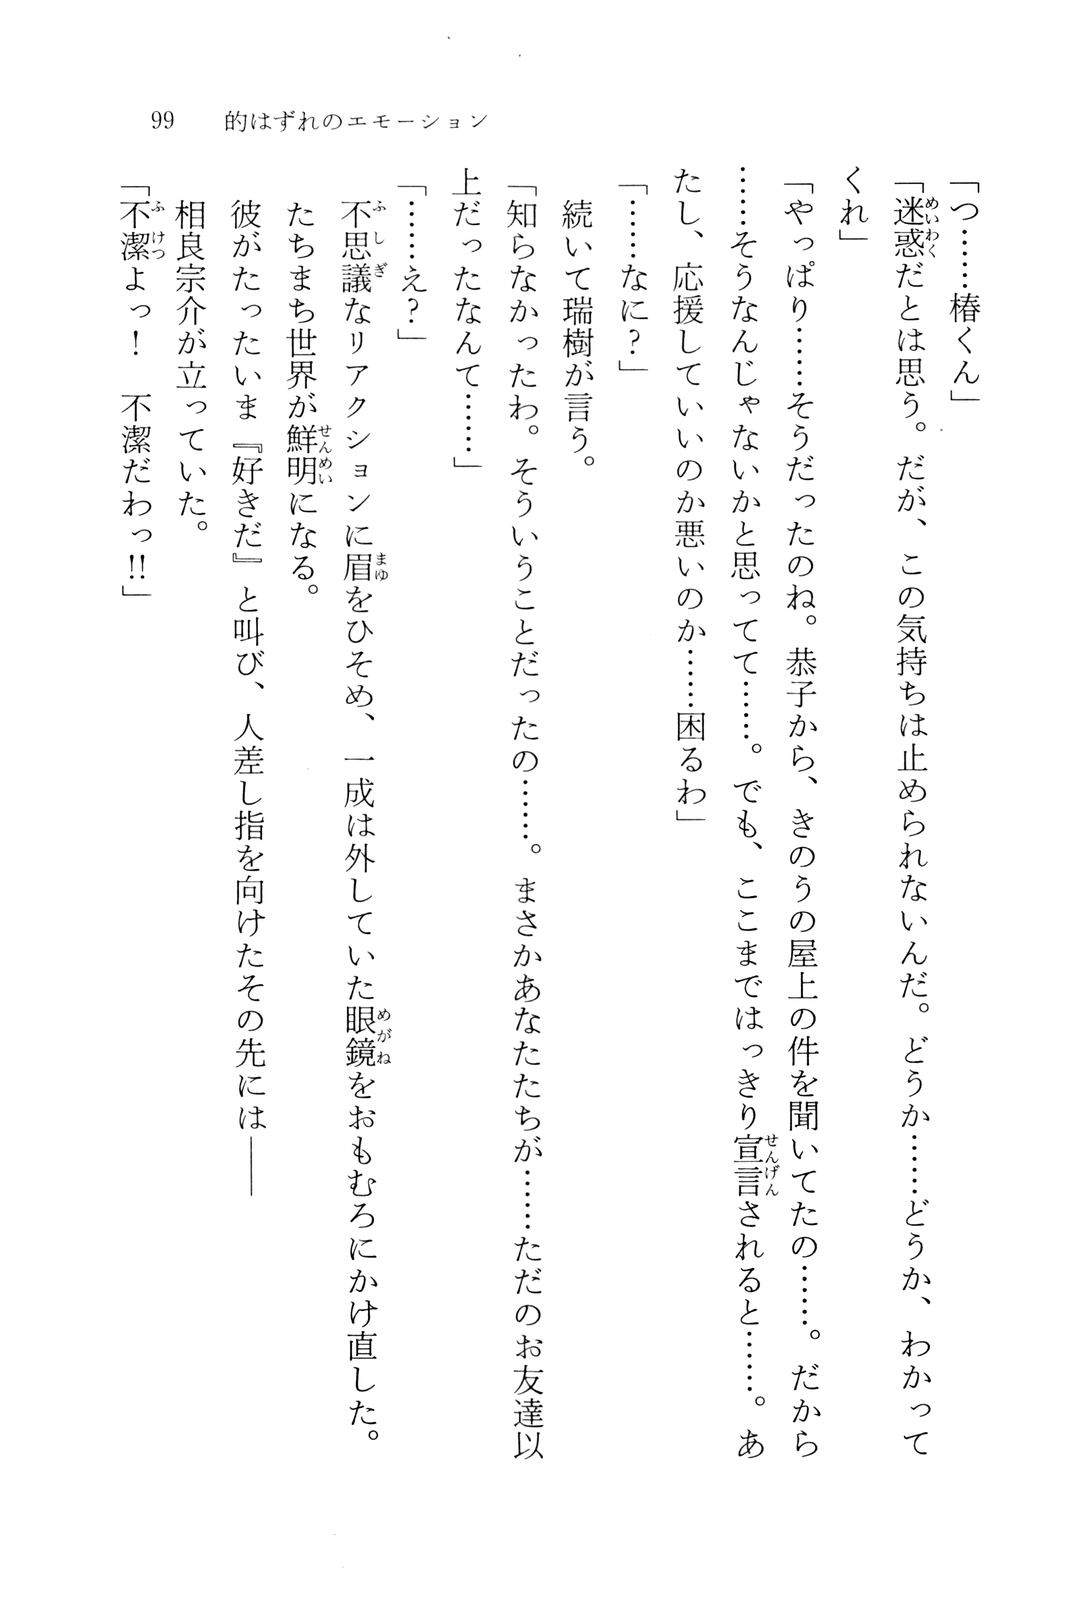 99　的はずれのエモーション
「つ……椿くん」
「迷惑だとは思う。だが、この気持ちは止められないんだ。どうか……どうか、わかって
くれ」
「やっぱり……そうだったのね。恭子から、きのうの屋上の件を聞いてたの……。だから
……そうなんじゃないかと思ってて……。でも、ここまではっきり宣言されると……。あ
たし、応援していいのか悪いのか……困るわ」
「……なに？」
　続いて瑞樹が言う。
「知らなかったわ。そういうことだったの……。まさかあなたたちが……ただのお友達以
上だったなんて……」
「……え？」
　不思議なリアクションに眉をひそめ、一成は外していた眼鏡をおもむろにかけ直した。
　たちまち世界が鮮明になる。
　彼がたったいま『好きだ』と叫び、人差し指を向けたその先には――
　相良宗介が立っていた。
「不潔よっ！　不潔だわっ!!」